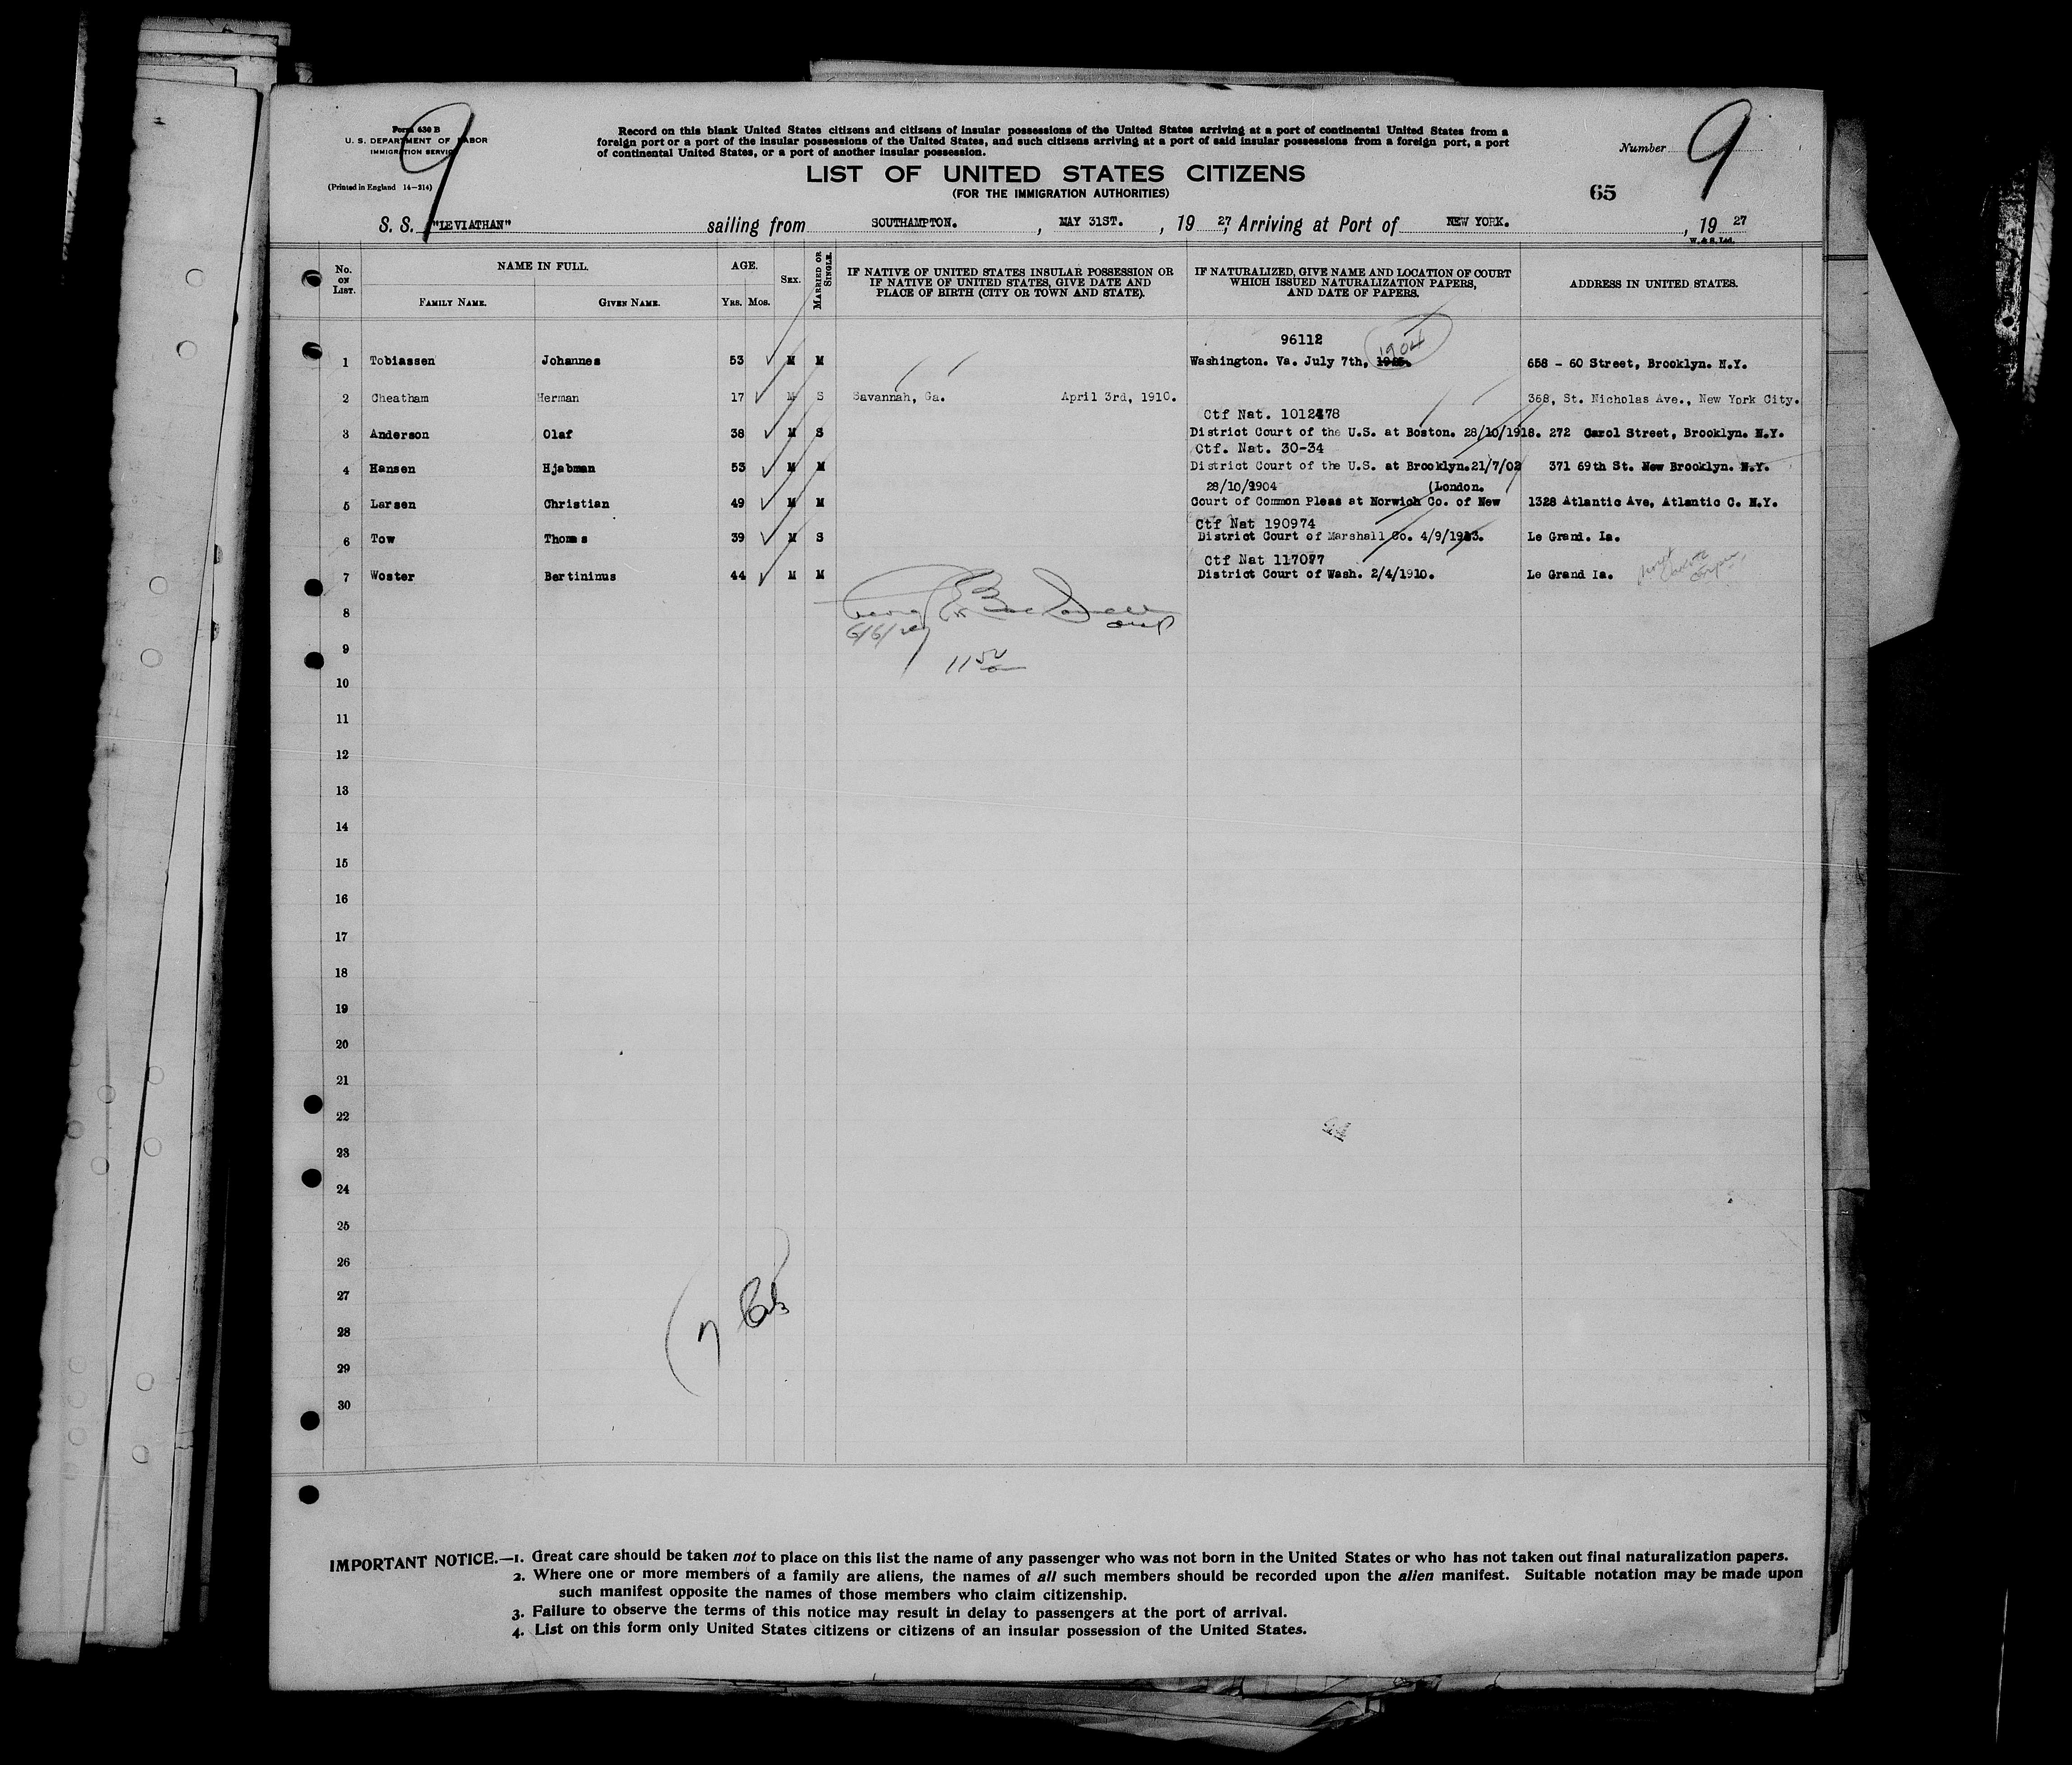 Form 630 B
U. S. DEPARTMENT OF LABOR
IMMIGRATION SERVICE
(Printed in England 14—214)
9
Record on this blank United States citizens and citizens of insular possessions of the United States arriving at a port of continental United States from a
foreign port or a port of the insular possessions of the United States, and such citizens arriving at a port of said insular possessions from a foreign port, a port
of continental United States, or a port of another insular possession.
Number 9
LIST OF UNITED STATES CITIZENS
(FOR THE IMMIGRATION AUTHORITIES)
65
S. S. "LEVIATHAN" sailing from SOUTHAMPTON. , MAY 31ST. , 19 27, Arriving at Port of NEW YORK. , 19 27
W. & S. Ltd.
No. ON LIST. NAME IN FULL. AGE. SEX. MARRIED OR SINGLE. IF NATIVE OF UNITED STATES INSULAR POSSESSION OR IF NATIVE OF UNITED STATES, GIVE DATE AND PLACE OF BIRTH (CITY OR TOWN AND STATE). IF NATURALIZED, GIVE NAME AND LOCATION OF COURT WHICH ISSUED NATURALIZATION PAPERS, AND DATE OF PAPERS. ADDRESS IN UNITED STATES.
FAMILY NAME. GIVEN NAME. YRS. MOS.
96112
1 Tobiassen Johannes 53 M M Washington. Va. July 7th, 1904 658 - 60 Street, Brooklyn. N.Y.
2 Cheatham Herman 17 M S Savannah, Ga. April 3rd, 1910. 368, St. Nicholas Ave., New York City.
Ctf Nat. 1012478
3 Anderson Olaf 38 M S District Court of the U.S. at Boston. 28/10/1918. 272 Carol Street, Brooklyn. N.Y.
Ctf. Nat. 30-34
4 Hansen Hjabman 53 M M District Court of the U.S. at Brooklyn.21/7/02 371 69th St. New Brooklyn. N.Y.
28/10/1904 (London.
5 Larsen Christian 49 M M Court of Common Pleas at Norwich Co. of New 1328 Atlantic Ave, Atlantic C. N.Y.
Ctf Nat 190974
6 Tow Thomas 39 M S District Court of Marshall Co. 4/9/1913. Le Grand. Ia.
Ctf Nat 117077
7 Woster Bertininus 44 M M District Court of Wash. 2/4/1910. Le Grand Ia.
8
6/6/27
9
1150
10
11
12
13
14
15
16
17
18
19
20
21
22
23
24
25
26
27
7
28
29
30
IMPORTANT NOTICE.—1. Great care should be taken not to place on this list the name of any passenger who was not born in the United States or who has not taken out final naturalization papers.
2. Where one or more members of a family are aliens, the names of all such members should be recorded upon the alien manifest. Suitable notation may be made upon
such manifest opposite the names of those members who claim citizenship.
3. Failure to observe the terms of this notice may result in delay to passengers at the port of arrival.
4. List on this form only United States citizens or citizens of an insular possession of the United States.